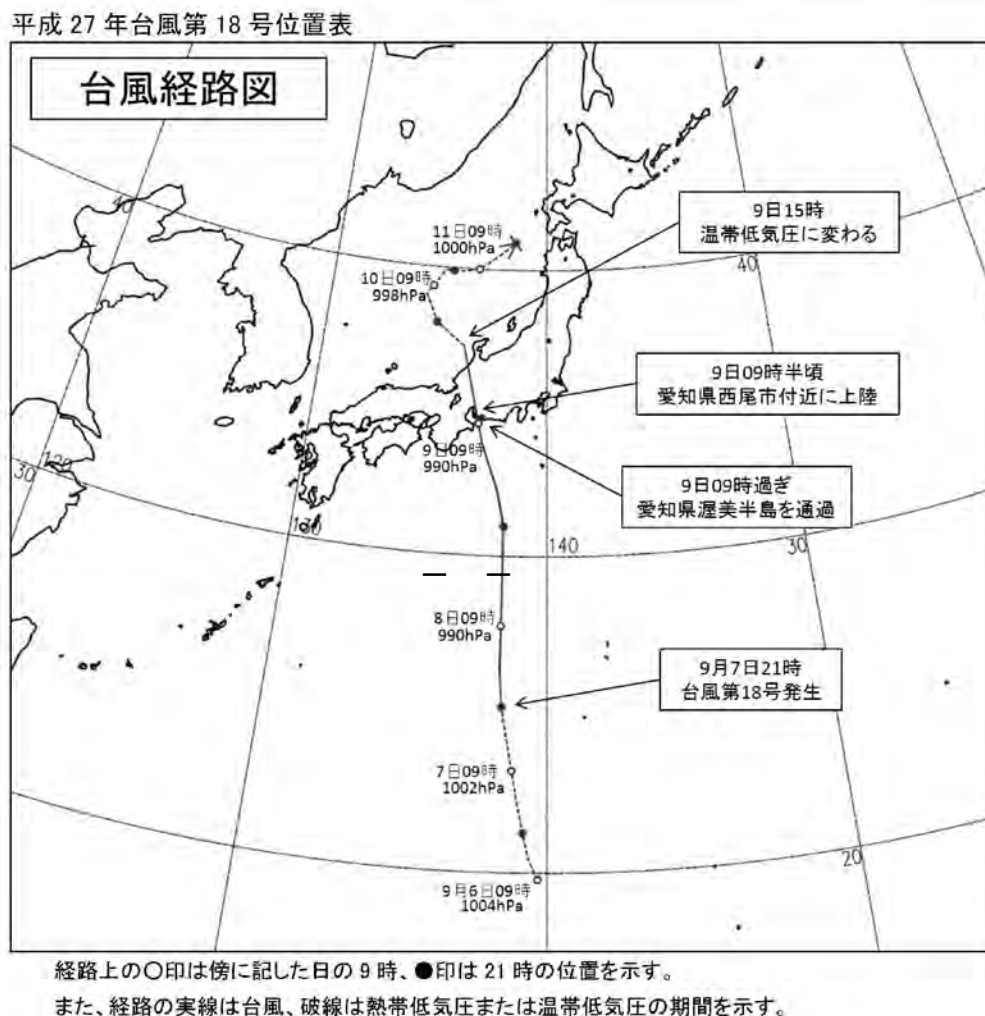 平成 27 年台風第 18 号位置表
台風経路図
9日15時
温帯低気圧に変わる
11日09時
1000hPa
40
40
10日09時
998hPa
9日09時半頃
愛知県西尾市付近に上陸
9日09時
990hPa
120
30
9日09時過ぎ
愛知県渥美半島を通過
130
140
30
8日09時
990hPa
9月7日21時
台風第18号発生
7日09時
1002hPa
20
9月6日09時
1004hPa
経路上の〇印は傍に記した日の 9 時、●印は 21 時の位置を示す。
また、経路の実線は台風、破線は熱帯低気圧または温帯低気圧の期間を示す。